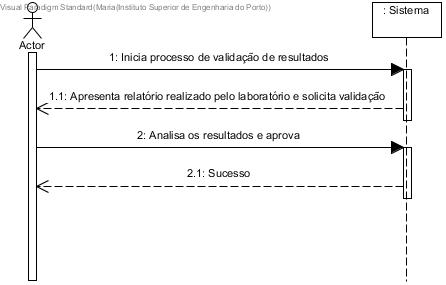 Visual Paradigm Standard(Maria(Instituto Superior de Engenharia do Porto))
: Sistema
Actor
1: Inicia processo de validação de resultados
1.1: Apresenta relatório realizado pelo laboratório e solicita validação
2: Analisa os resultados e aprova
2.1: Sucesso